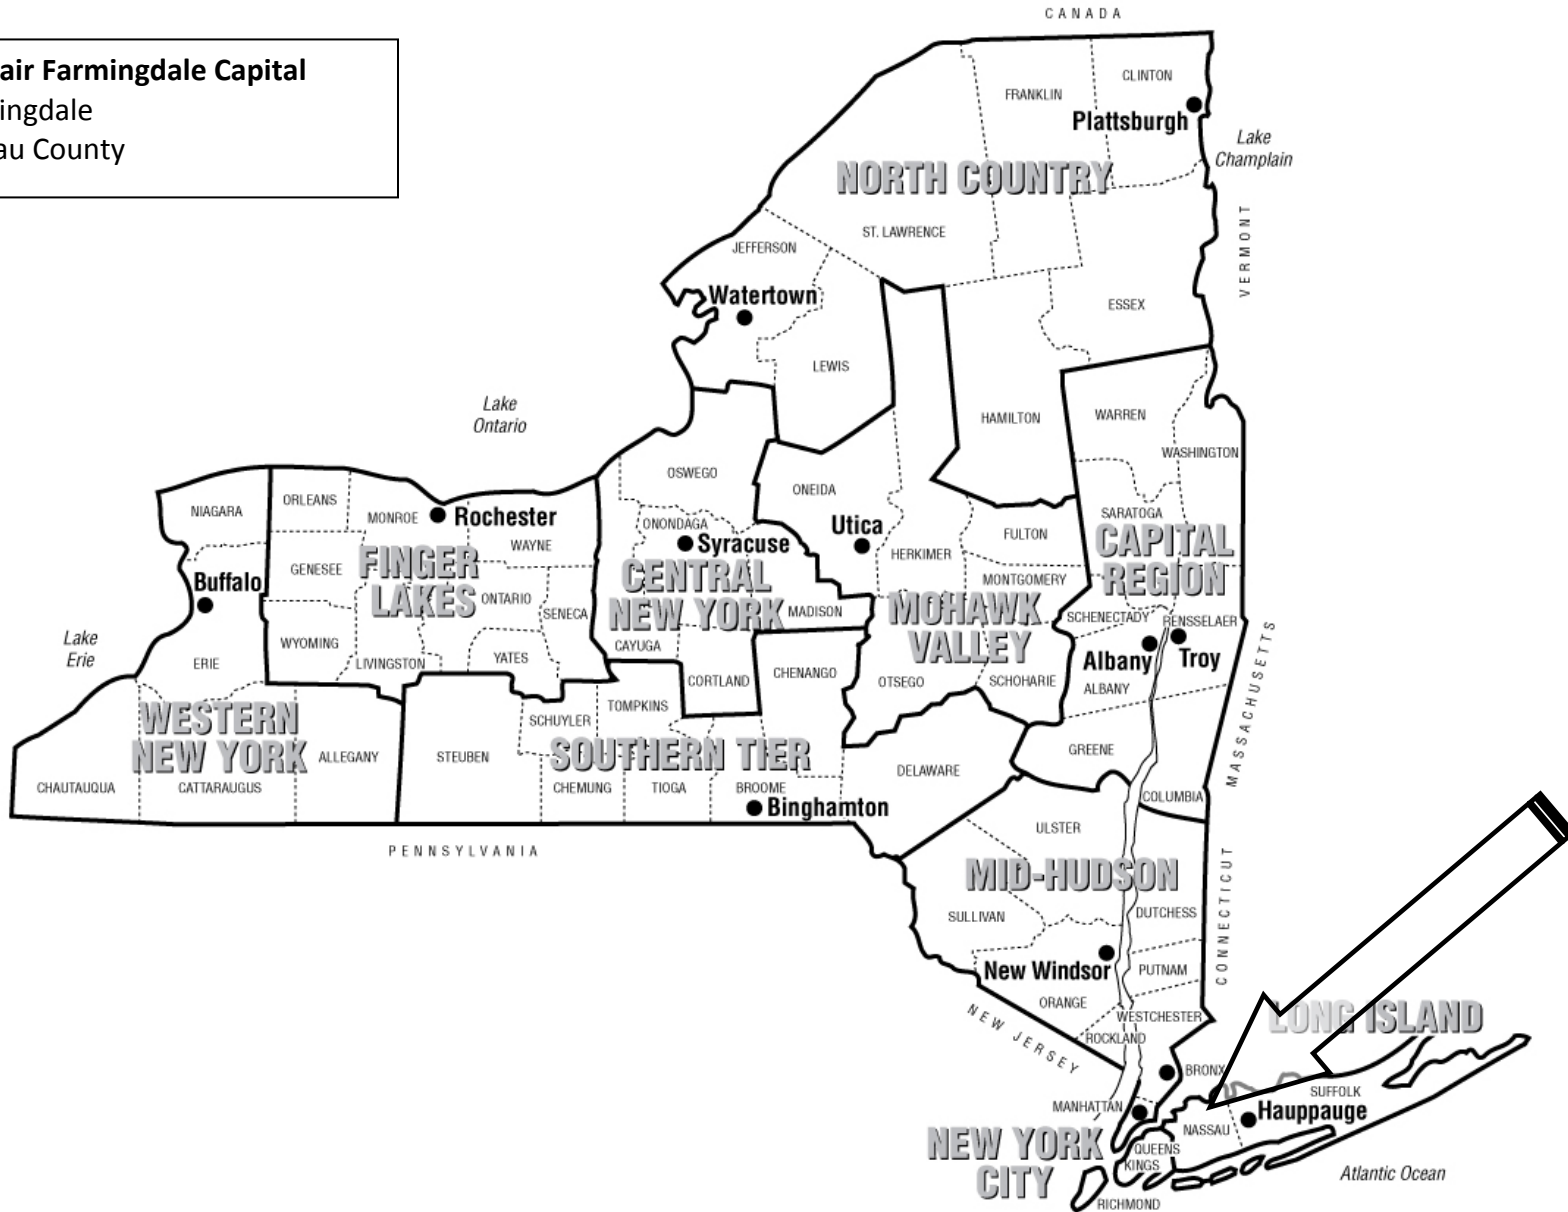 CANADA
air Farmingdale Capital
ingdale
au County
CLINTON
FRANKLIN
Plattsburgh
Lake
Champlain
NORTH COUNTRY
VERMONT
ST. LAWRENCE
JEFFERSON
Watertown
ESSEX
LEWIS
Lake
Ontario
HAMILTON
WARREN
WASHINGTON
OSWEGO
ONEIDA
NIAGARA
ORLEANS
MONROE
Rochester
SARATOGA
ONONDAGA
Utica
FULTON
Syracuse
WAYNE
HERKIMER
CAPITAL
REGION
FINGER
LAKES
GENESEE
CENTRAL
NEW YORK
MONTGOMERY
Buffalo
ONTARIO
SENECA
MADISON
MOHAWK
VALLEY
SCHENECTADY
RENSSELAER
Lake
Erie
WYOMING
CAYUGA
ERIE
LIVINGSTON
YATES
CHENANGO
CORTLAND
OTSEGO
SCHOHARIE
Albany
Troy
ALBANY
MASSACHUSETTS
TOMPKINS
WESTERN
NEW YORK
SCHUYLER
ALLEGANY
STEUBEN
SOUTHERN TIER
GREENE
DELAWARE
CHAUTAUQUA
CATTARAUGUS
CHEMUNG
TIOGA
BROOME
COLUMBIA
Binghamton
ULSTER
PENNSYLVANIA
MID-HUDSON
CONNECTICUT
SULLIVAN
DUTCHESS
New Windsor
PUTNAM
ORANGE
WESTCHESTER
LONG ISLAND
NEW JERSEY
ROCKLAND
BRONX
SUFFOLK
MANHATTAN
Hauppauge
NASSAU
NEW YORK
CITY
QUEENS
KINGS
Atlantic Ocean
RICHMOND